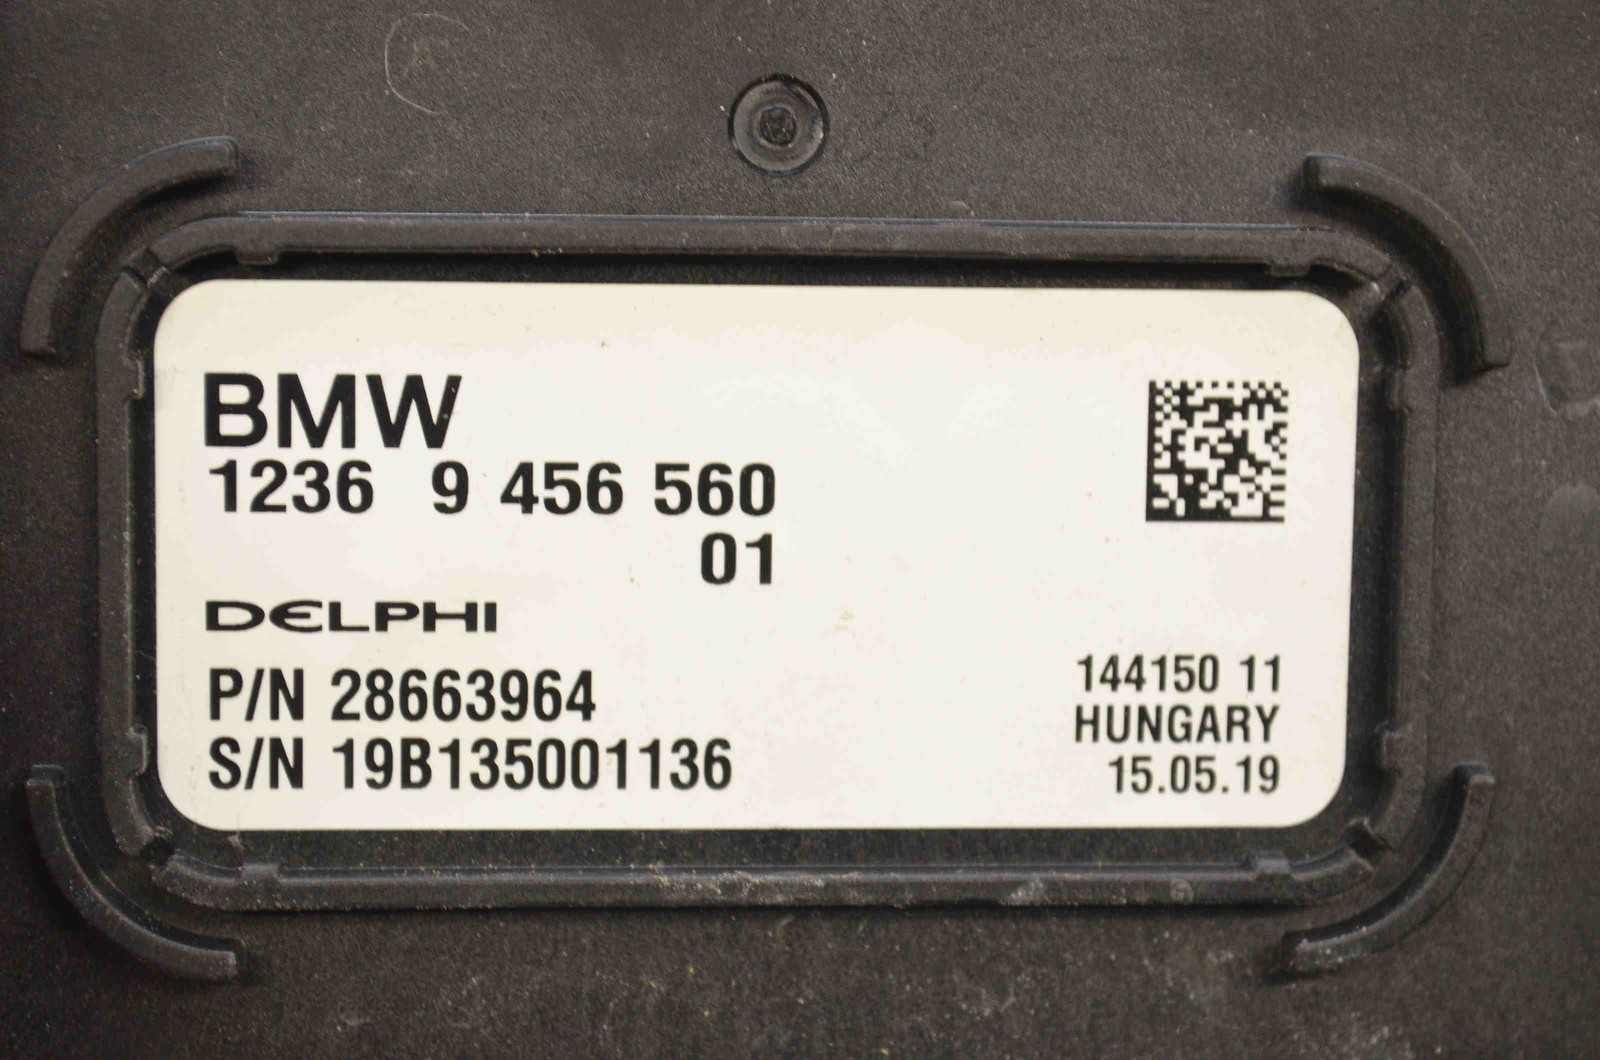 BMW
1236 9 456 560
01
DELPHI
P/N 28663964
S/N 19B135001136
144150 11
HUNGARY
15.05.19